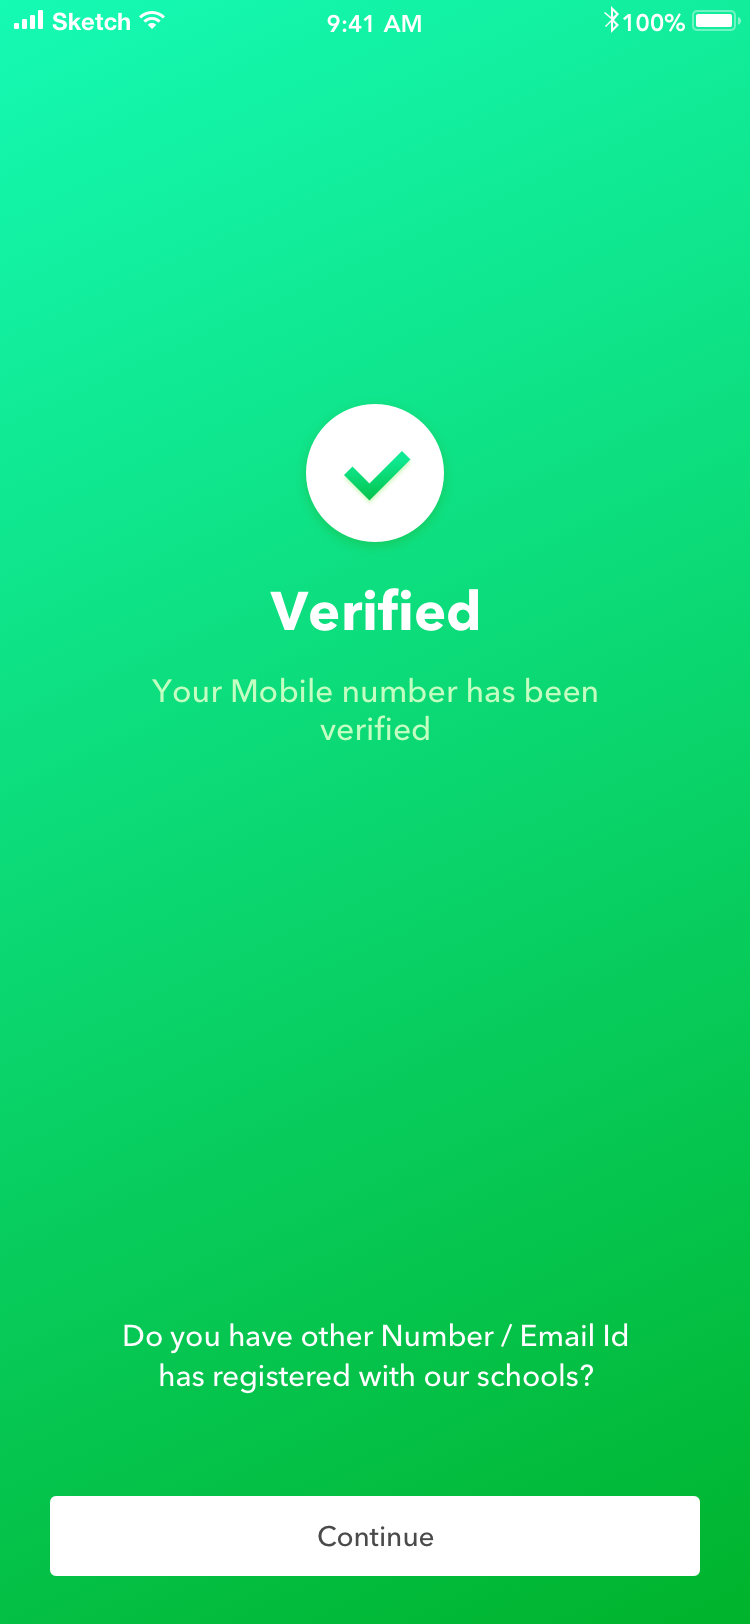 Sketch 9:41 AM 100%
Verified
Your Mobile number has been
verified
Do you have other Number / Email Id
has registered with our schools?
Continue